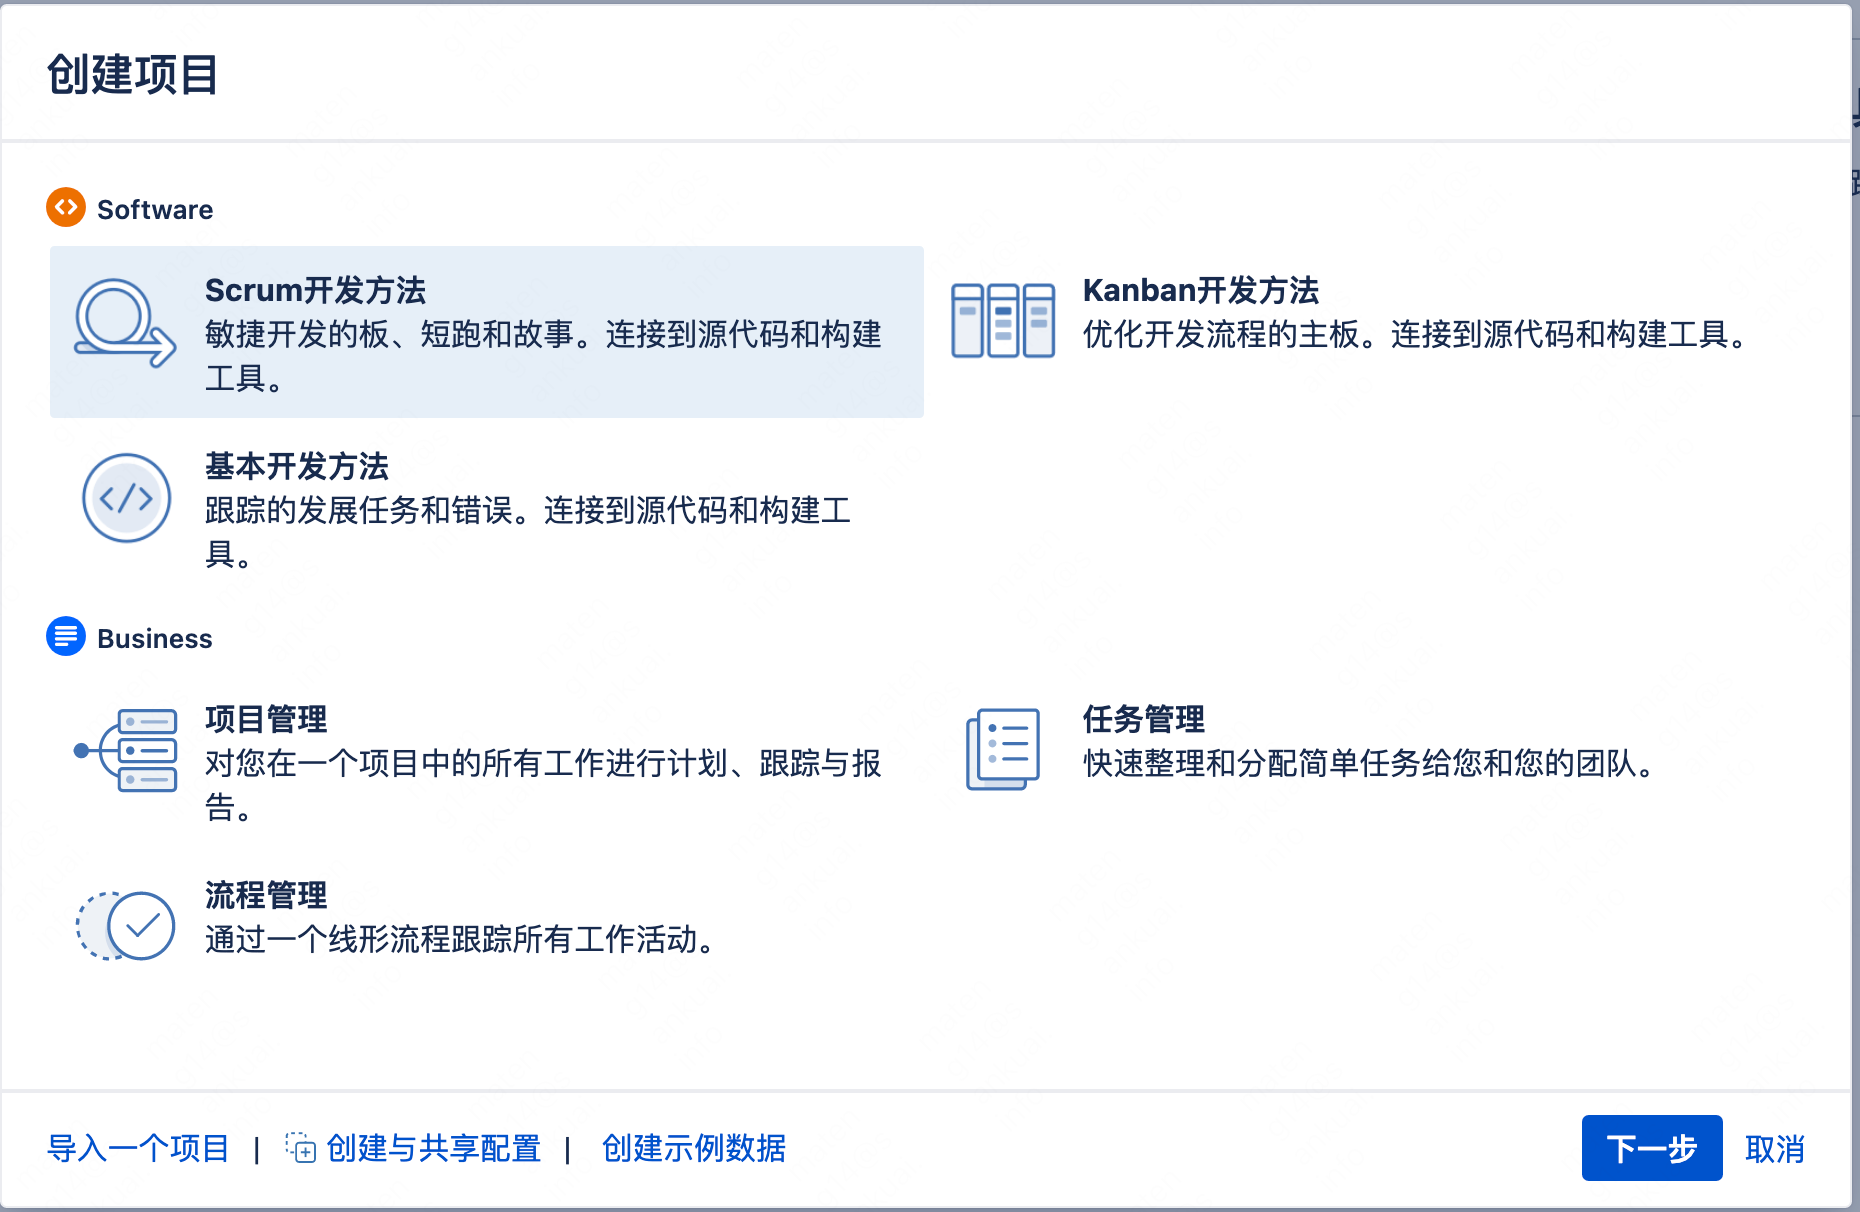 创建项目
Software
Scrum开发方法
敏捷开发的板、短跑和故事。连接到源代码和构建
工具。
Kanban开发方法
优化开发流程的主板。连接到源代码和构建工具。
基本开发方法
跟踪的发展任务和错误。连接到源代码和构建工
具。
Business
项目管理
对您在一个项目中的所有工作进行计划、跟踪与报
告。
任务管理
快速整理和分配简单任务给您和您的团队。
流程管理
通过一个线形流程跟踪所有工作活动。
导入一个项目 | 创建与共享配置 | 创建示例数据
下一步 取消